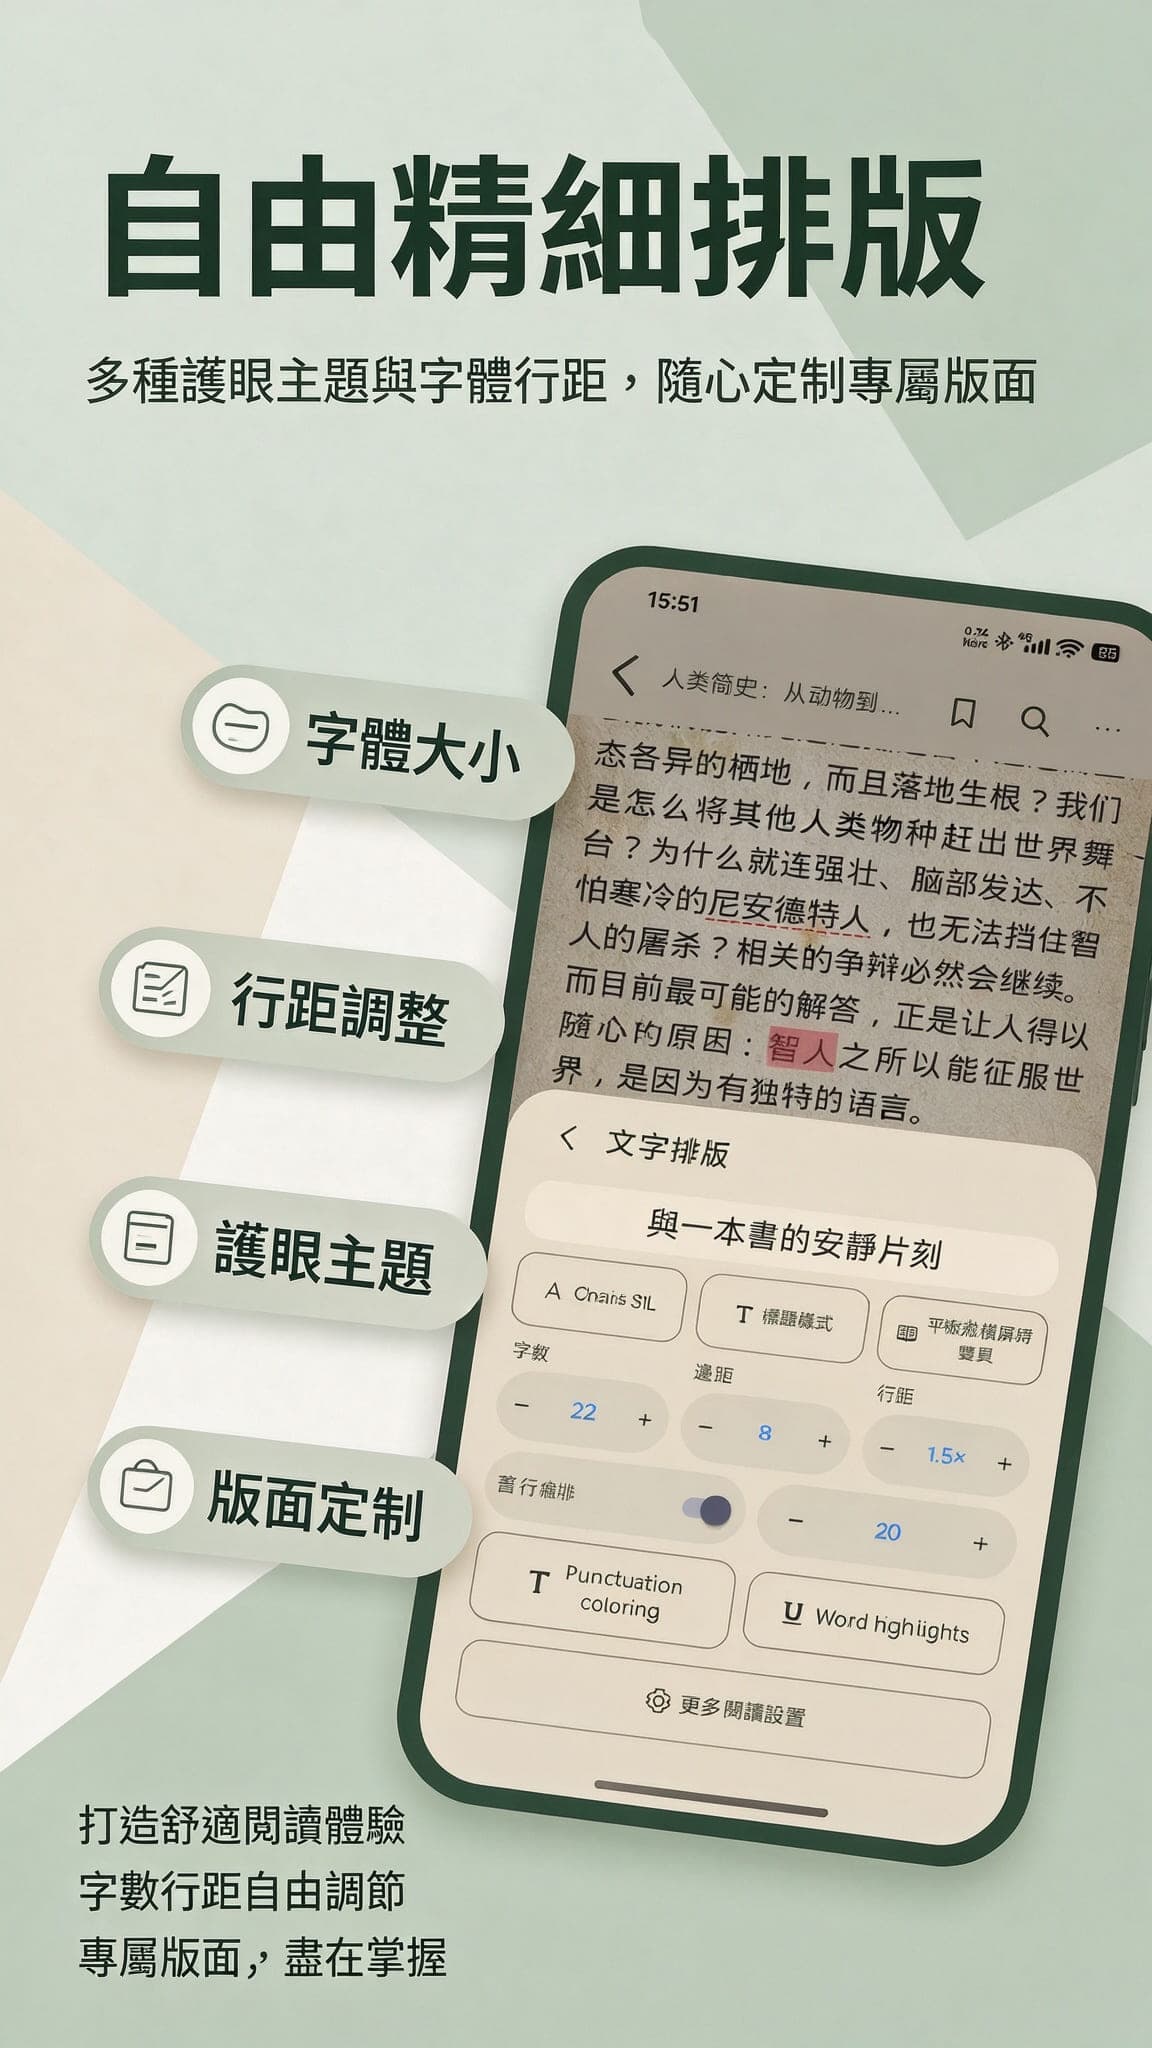 自由精細排版
多種護眼主題與字體行距，隨心定制專屬版面
字體大小
行距調整
護眼主題
版面定制
15:51
人类简史：从动物到...
态各异的栖地，而且落地生根？我们
是怎么将其他人类物种赶出世界舞
台？为什么就连强壮、脑部发达、不
怕寒冷的尼安德特人，也无法挡住智
人的屠杀？相关的争辩必然会继续。
而目前最可能的解答，正是让人得以
隨心的原因：智人之所以能征服世
界，是因为有独特的语言。
文字排版
與一本書的安靜片刻
A SIL
T
字數
邊距
行距
− 22 +
− 8 +
− 1.5× +
− 20 +
T Punctuation
coloring
U Word highlights
更多閱讀設置
打造舒適閱讀體驗
字數行距自由調節
專屬版面，盡在掌握